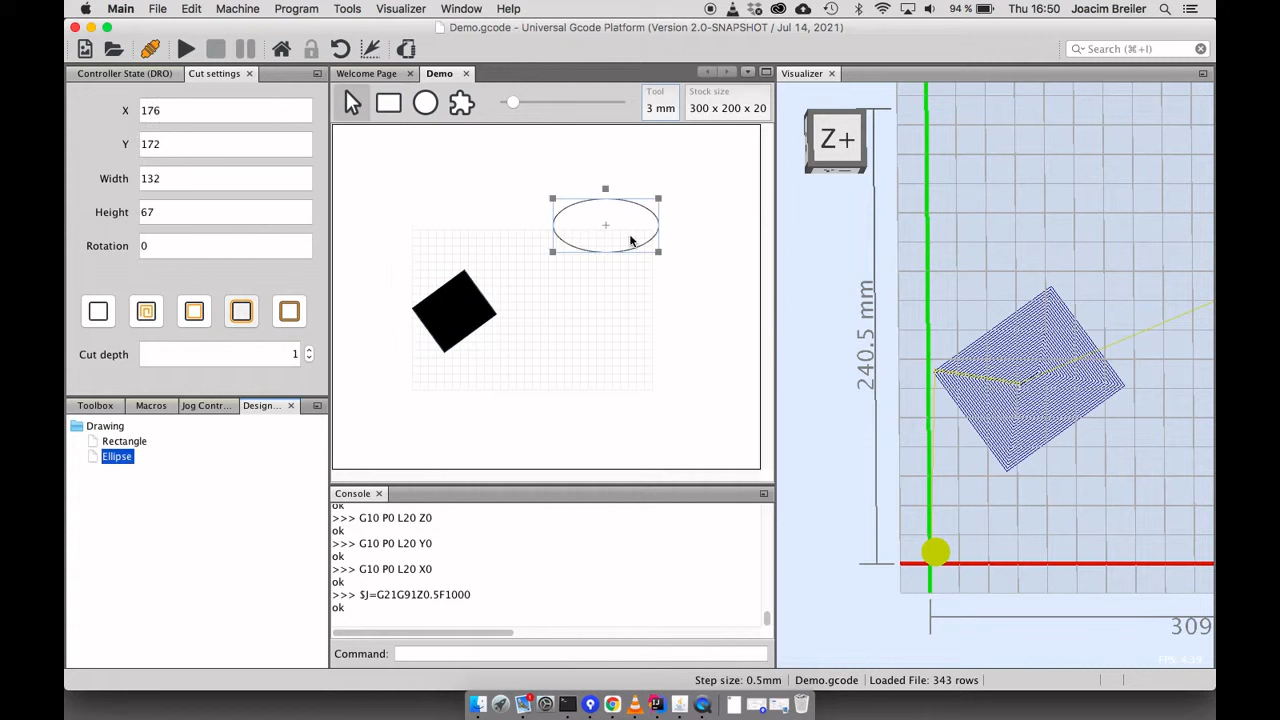 Main File Edit Machine Program Tools Visualizer Window Help 94 % Thu 16:50 Joacim Breiler
Demo.gcode - Universal Gcode Platform (Version 2.0-SNAPSHOT / Jul 14, 2021)
Search (⌘+I)
Controller State (DRO) Cut settings
Welcome Page Demo
Visualizer
X 176
Y 172
Width 132
Height 67
Rotation 0
Cut depth 1
Tool
3 mm
Stock size
300 x 200 x 20
Z+
240.5 mm
309
Toolbox Macros Jog Contr... Design...
Drawing
Rectangle
Ellipse
Console
ok
>>> G10 P0 L20 Z0
ok
>>> G10 P0 L20 Y0
ok
>>> G10 P0 L20 X0
ok
>>> $J=G21G91Z0.5F1000
ok
Command:
FPS: 4.19
Step size: 0.5mm Demo.gcode Loaded File: 343 rows